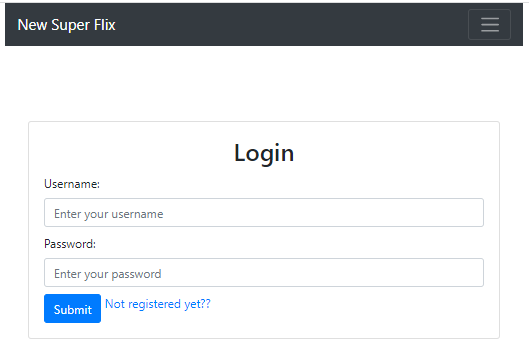 New Super Flix
Login
Username:
Enter your username
Password:
Enter your password
Submit Not registered yet??